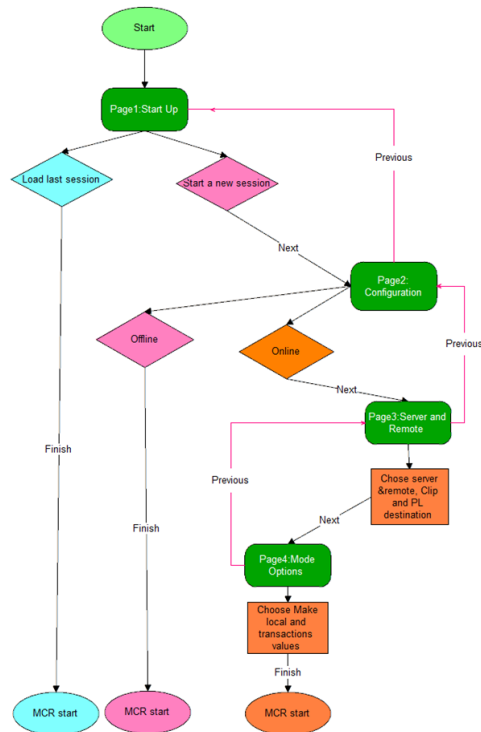 Start
Page1:Start Up
Previous
Load last session
Start a new session
Next
Page2:
Configuration
Offline
Online
Previous
Next
Page3:Server and
Remote
Finish
Previous
Chose server
&remote, Clip
and PL
destination
Next
Finish
Page4:Mode
Options
Choose Make
local and
transactions
values
Finish
MCR start
MCR start
MCR start